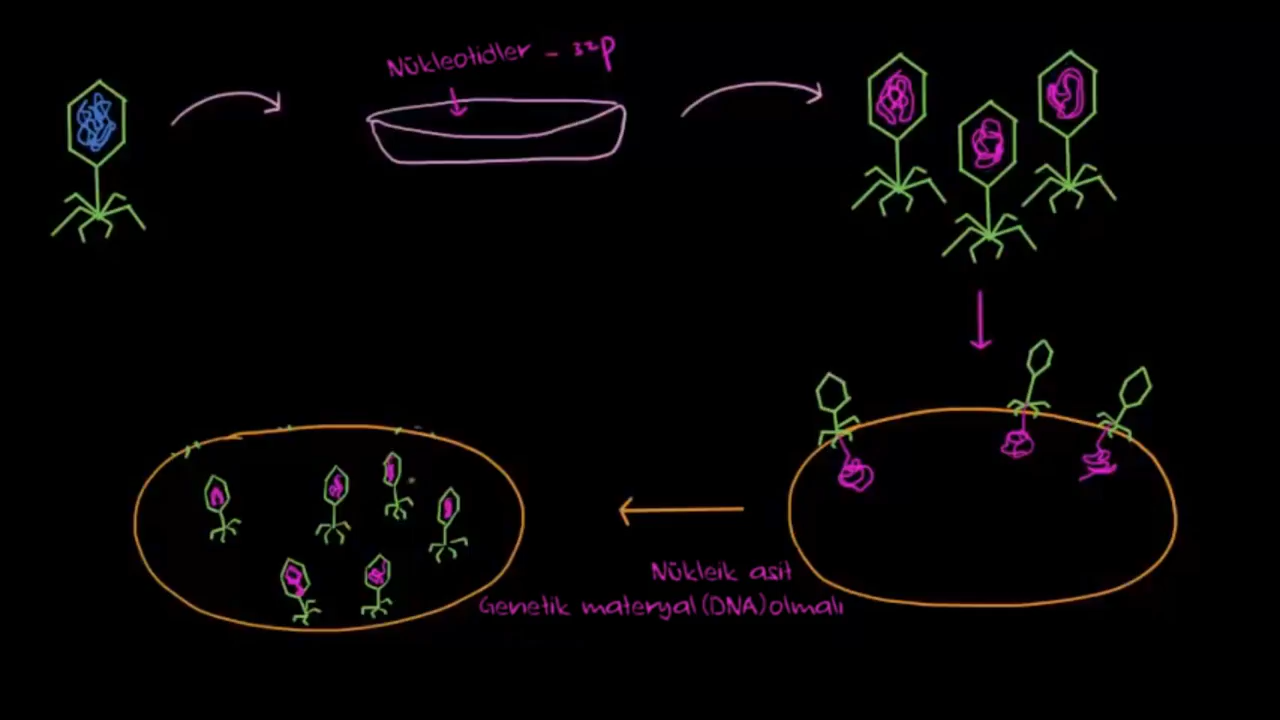 Nükleotidler - ³²P
Nükleik asit
Genetik materyal (DNA) olmalı